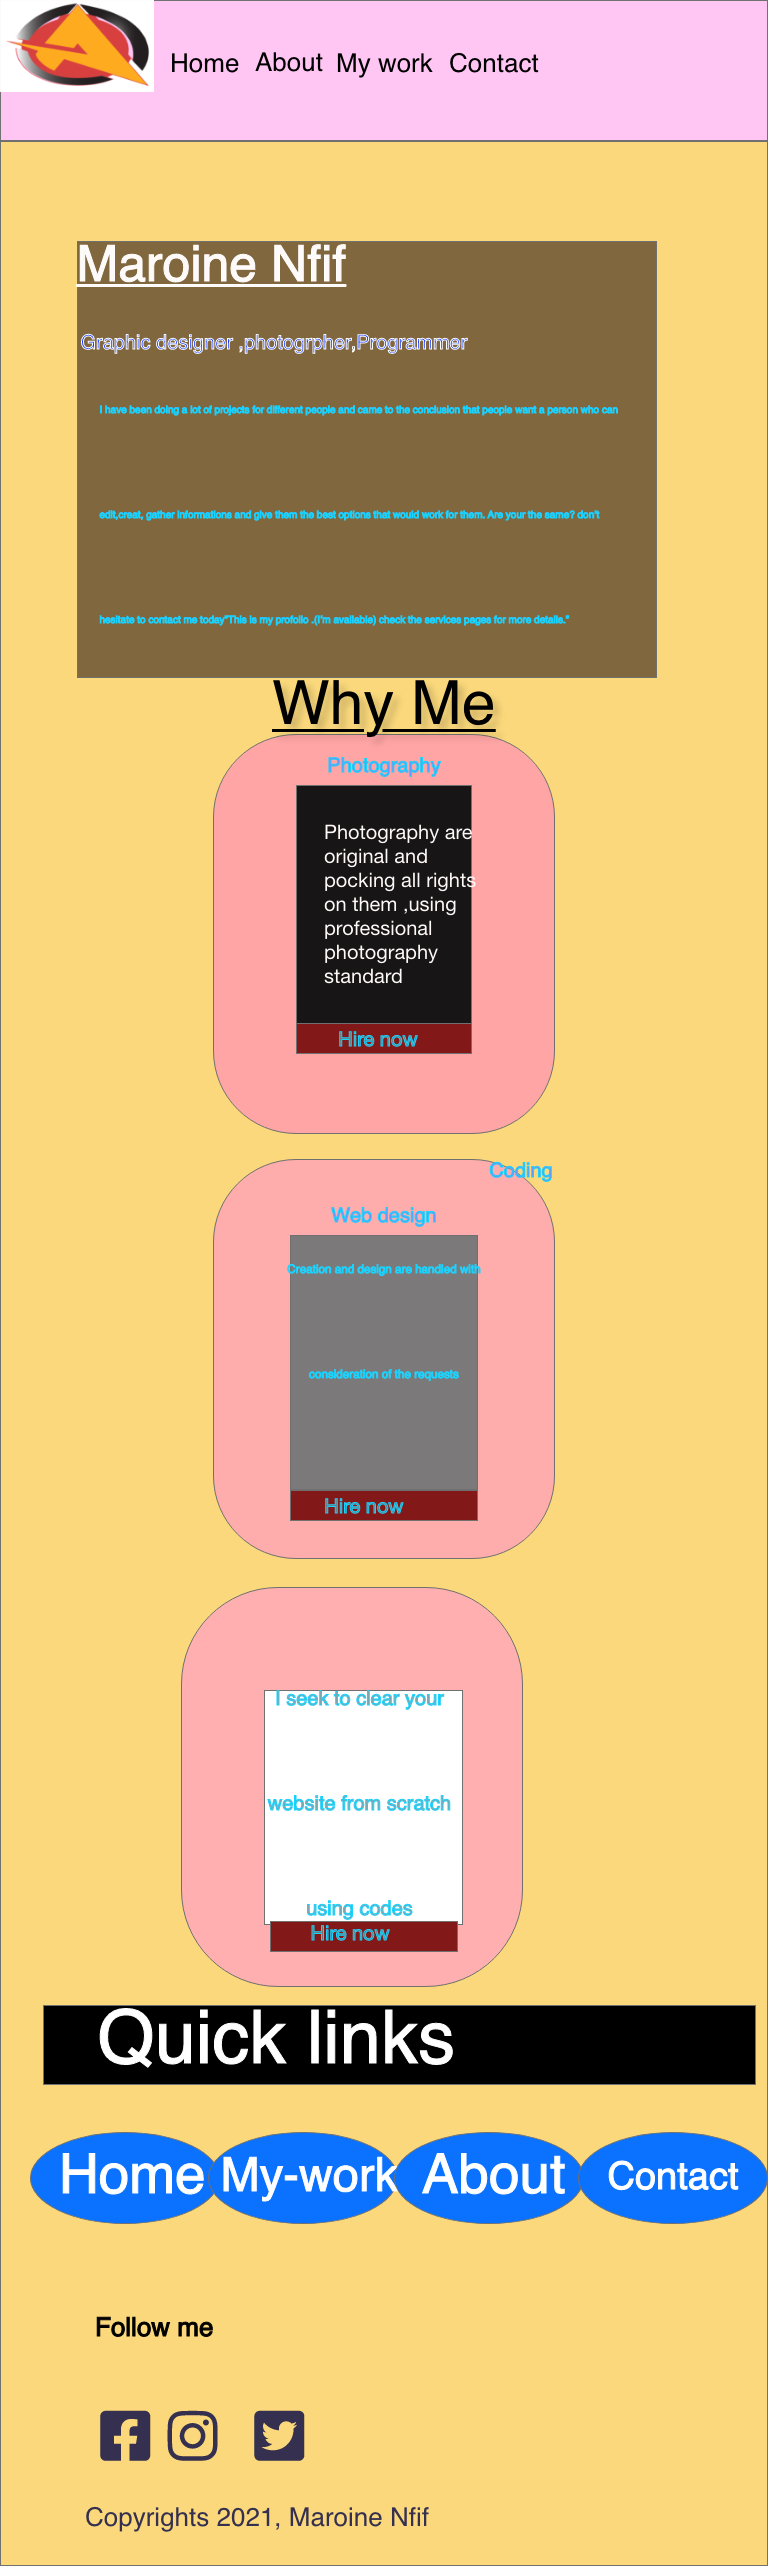 Home About My work Contact
Maroine Nfif
Graphic designer ,photogrpher,Programmer
I have been doing a lot of projects for different people and came to the conclusion that people want a person who can
edit,creat, gather informations and give them the best options that would work for them. Are your the same? don't
hesitate to contact me today"This is my profolio .(I'm available) check the services pages for more details."
Why Me
Photography
Photography are
original and
pocking all rights
on them ,using
professional
photography
standard
Hire now
Coding
Web design
Creation and design are handled with
consideration of the requests
Hire now
I seek to clear your
website from scratch
using codes
Hire now
Quick links
Home My-work About Contact
Follow me
Copyrights 2021, Maroine Nfif